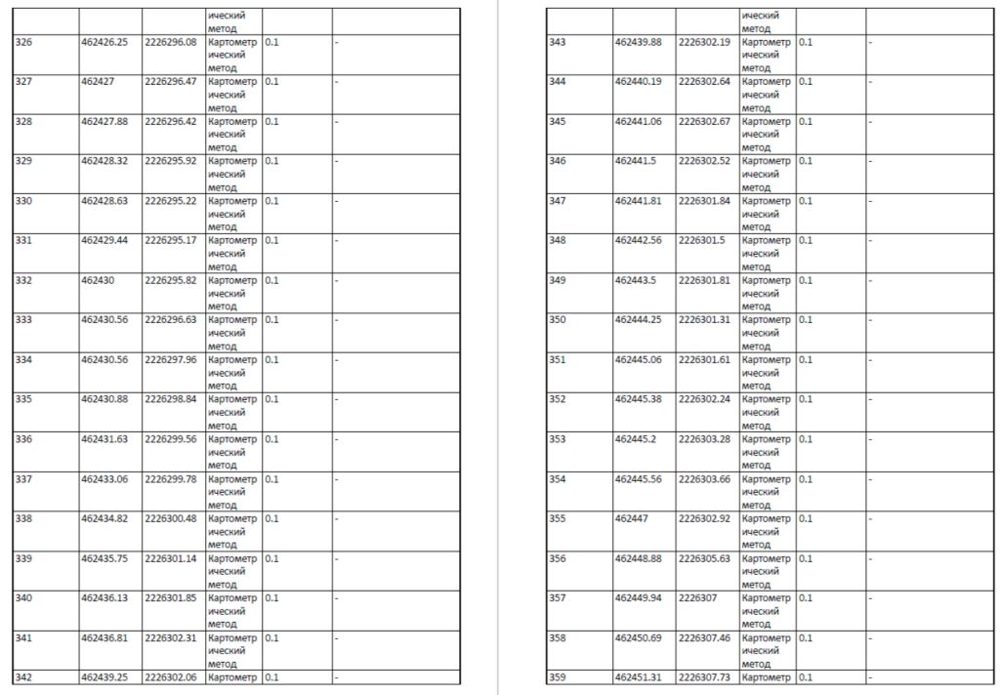 ический
метод
326 462426.25 2226296.08 Картометр 0.1 -
ический
метод
327 462427 2226296.47 Картометр 0.1 -
ический
метод
328 462427.88 2226296.42 Картометр 0.1 -
ический
метод
329 462428.32 2226295.92 Картометр 0.1 -
ический
метод
330 462428.63 2226295.22 Картометр 0.1 -
ический
метод
331 462429.44 2226295.17 Картометр 0.1 -
ический
метод
332 462430 2226295.82 Картометр 0.1 -
ический
метод
333 462430.56 2226296.63 Картометр 0.1 -
ический
метод
334 462430.56 2226297.96 Картометр 0.1 -
ический
метод
335 462430.88 2226298.84 Картометр 0.1 -
ический
метод
336 462431.63 2226299.56 Картометр 0.1 -
ический
метод
337 462433.06 2226299.78 Картометр 0.1 -
ический
метод
338 462434.82 2226300.48 Картометр 0.1 -
ический
метод
339 462435.75 2226301.14 Картометр 0.1 -
ический
метод
340 462436.13 2226301.85 Картометр 0.1 -
ический
метод
341 462436.81 2226302.31 Картометр 0.1 -
ический
метод
342 462439.25 2226302.06 Картометр 0.1 -
ический
метод
343 462439.88 2226302.19 Картометр 0.1 -
ический
метод
344 462440.19 2226302.64 Картометр 0.1 -
ический
метод
345 462441.06 2226302.67 Картометр 0.1 -
ический
метод
346 462441.5 2226302.52 Картометр 0.1 -
ический
метод
347 462441.81 2226301.84 Картометр 0.1 -
ический
метод
348 462442.56 2226301.5 Картометр 0.1 -
ический
метод
349 462443.5 2226301.81 Картометр 0.1 -
ический
метод
350 462444.25 2226301.31 Картометр 0.1 -
ический
метод
351 462445.06 2226301.61 Картометр 0.1 -
ический
метод
352 462445.38 2226302.24 Картометр 0.1 -
ический
метод
353 462445.2 2226303.28 Картометр 0.1 -
ический
метод
354 462445.56 2226303.66 Картометр 0.1 -
ический
метод
355 462447 2226302.92 Картометр 0.1 -
ический
метод
356 462448.88 2226305.63 Картометр 0.1 -
ический
метод
357 462449.94 2226307 Картометр 0.1 -
ический
метод
358 462450.69 2226307.46 Картометр 0.1 -
ический
метод
359 462451.31 2226307.73 Картометр 0.1 -